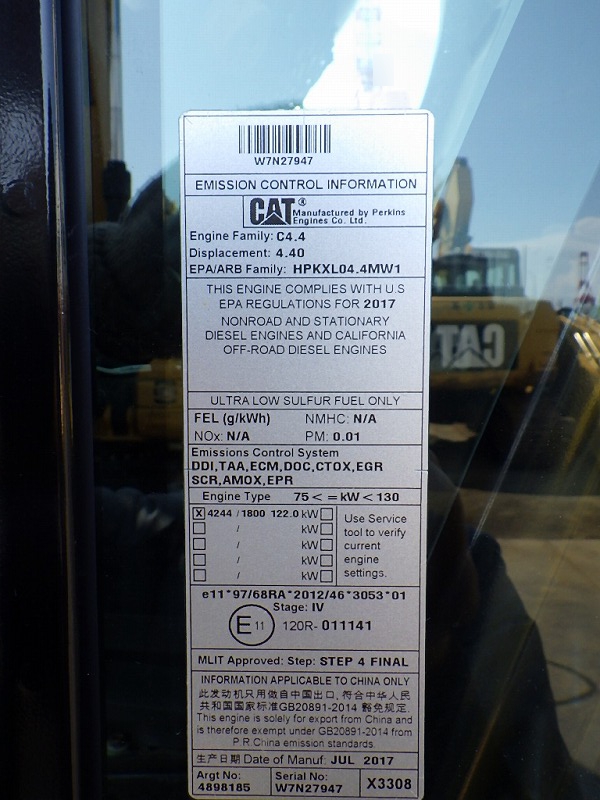 W7N27947
EMISSION CONTROL INFORMATION
CAT® Manufactured by Perkins
Engines Co. Ltd.
Engine Family: C4.4
Displacement: 4.40
EPA/ARB Family: HPKXL04.4MW1
THIS ENGINE COMPLIES WITH U.S
EPA REGULATIONS FOR 2017
NONROAD AND STATIONARY
DIESEL ENGINES AND CALIFORNIA
OFF-ROAD DIESEL ENGINES
ULTRA LOW SULFUR FUEL ONLY
FEL (g/kWh) NMHC: N/A
NOx: N/A PM: 0.01
Emissions Control System
DDI,TAA,ECM,DOC,CTOX,EGR
SCR,AMOX,EPR
Engine Type 75 < = kW < 130
X 4244 / 1800 122.0 kW
/ kW
/ kW
/ kW
/ kW
Use Service
tool to verify
current
engine
settings.
e11*97/68RA*2012/46*3053*01
Stage: IV
E11 120R- 011141
MLIT Approved: Step: STEP 4 FINAL
INFORMATION APPLICABLE TO CHINA ONLY
此发动机只用做自中国出口,符合中华人民
共和国国家标准GB20891-2014 豁免规定.
This engine is solely for export from China and
is therefore exempt under GB20891-2014 from
P.R.China emission standards.
生产日期 Date of Manuf: JUL 2017
Argt No:
4898185
Serial No:
W7N27947
X3308
CAT